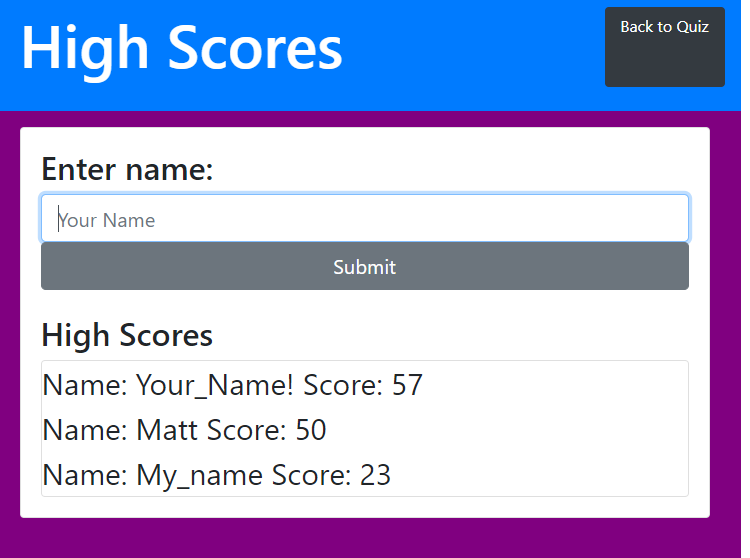 High Scores
Back to Quiz
Enter name:
Your Name
Submit
High Scores
Name: Your_Name! Score: 57
Name: Matt Score: 50
Name: My_name Score: 23